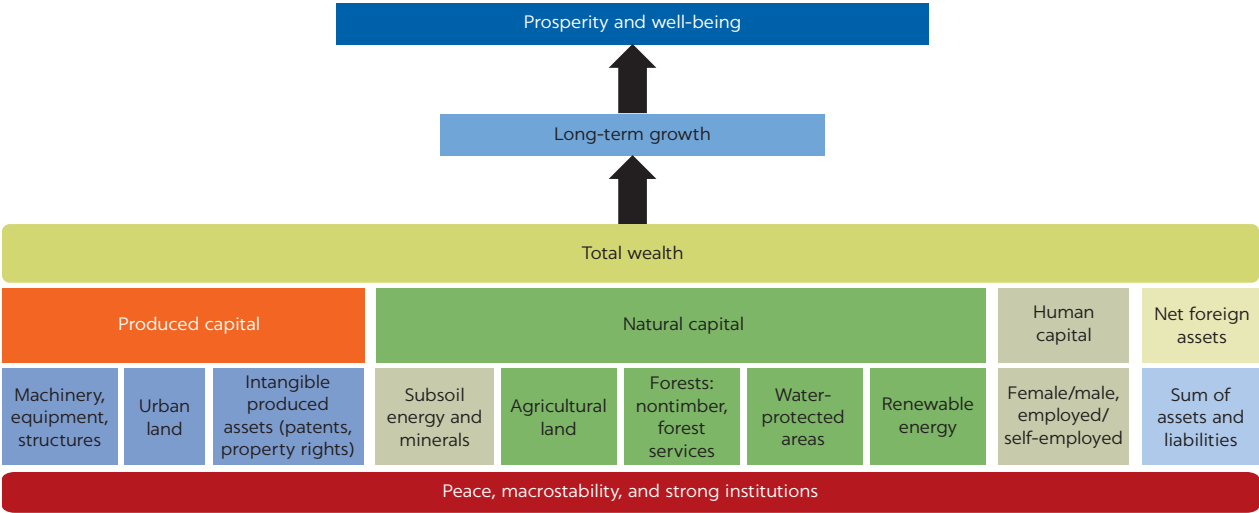 Prosperity and well-being
Long-term growth
Total wealth
Produced capital
Natural capital
Human
capital
Net foreign
assets
Machinery,
equipment,
structures
Urban
land
Intangible
produced
assets (patents,
property rights)
Subsoil
energy and
minerals
Agricultural
land
Forests:
nontimber,
forest
services
Water-
protected
areas
Renewable
energy
Female/male,
employed/
self-employed
Sum of
assets and
liabilities
Peace, macrostability, and strong institutions